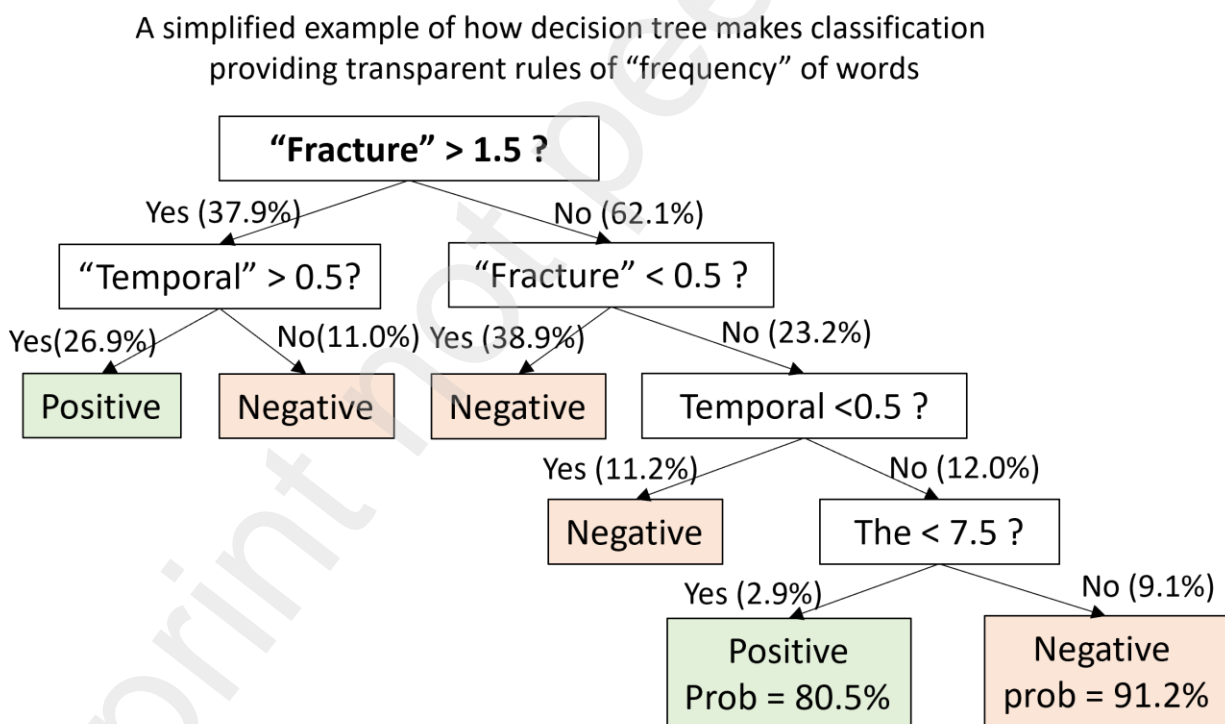 A simplified example of how decision tree makes classification
providing transparent rules of “frequency” of words
“Fracture” > 1.5 ?
Yes (37.9%)
No (62.1%)
“Temporal” > 0.5?
“Fracture” < 0.5 ?
Yes(26.9%)
No(11.0%)
Yes (38.9%)
No (23.2%)
Positive
Negative
Negative
Temporal <0.5 ?
Yes (11.2%)
No (12.0%)
Negative
The < 7.5 ?
Yes (2.9%)
No (9.1%)
Positive
Prob = 80.5%
Negative
prob = 91.2%
print not pee